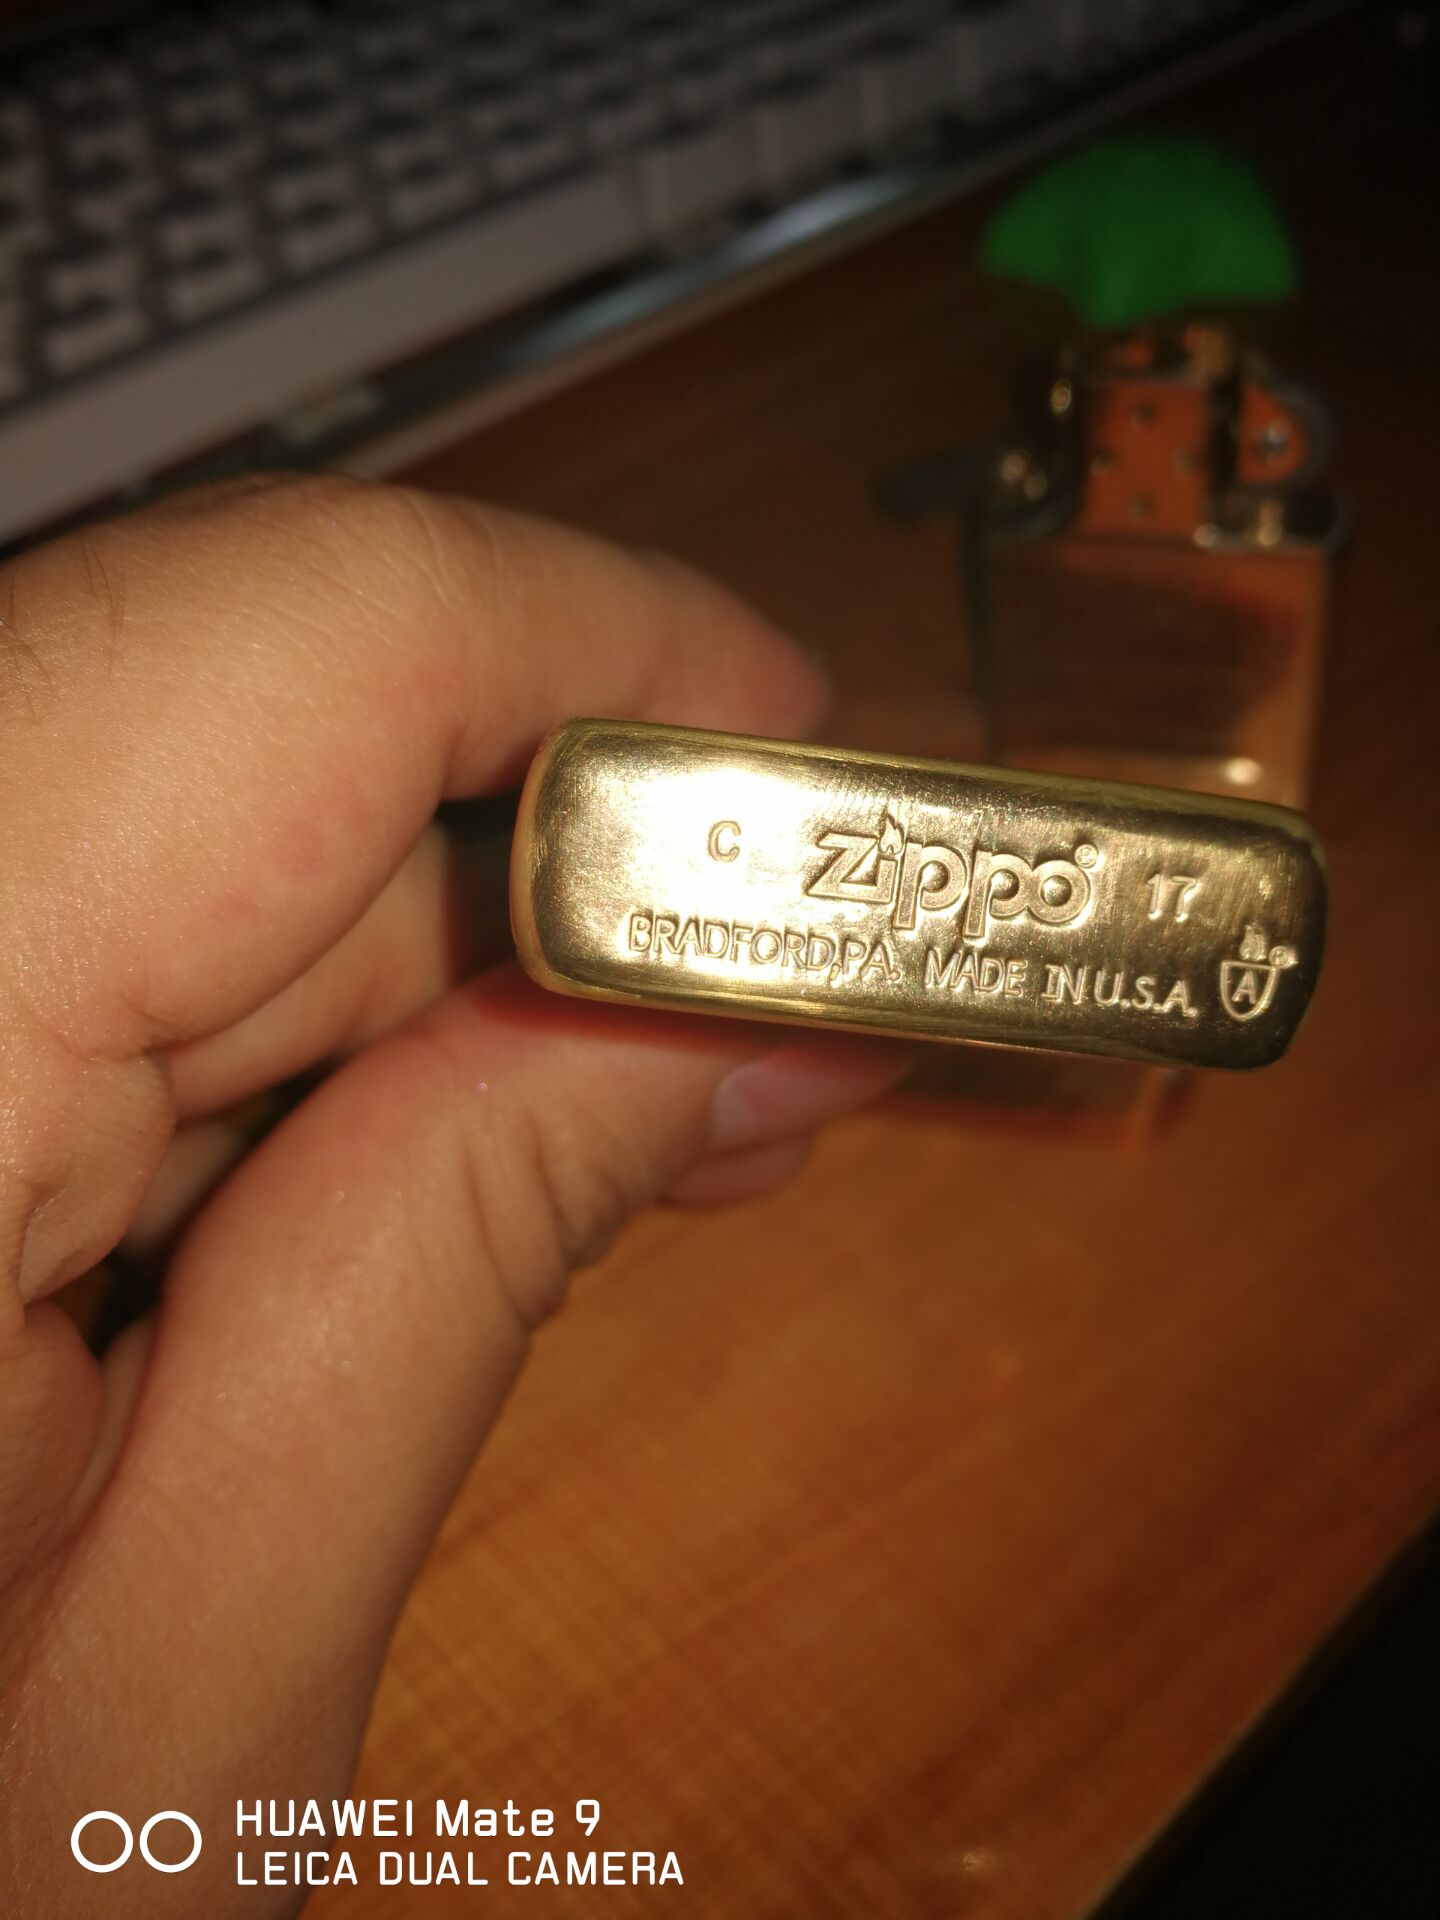 C zippo® 17
BRADFORD,PA. MADE IN U.S.A. A
HUAWEI Mate 9
LEICA DUAL CAMERA